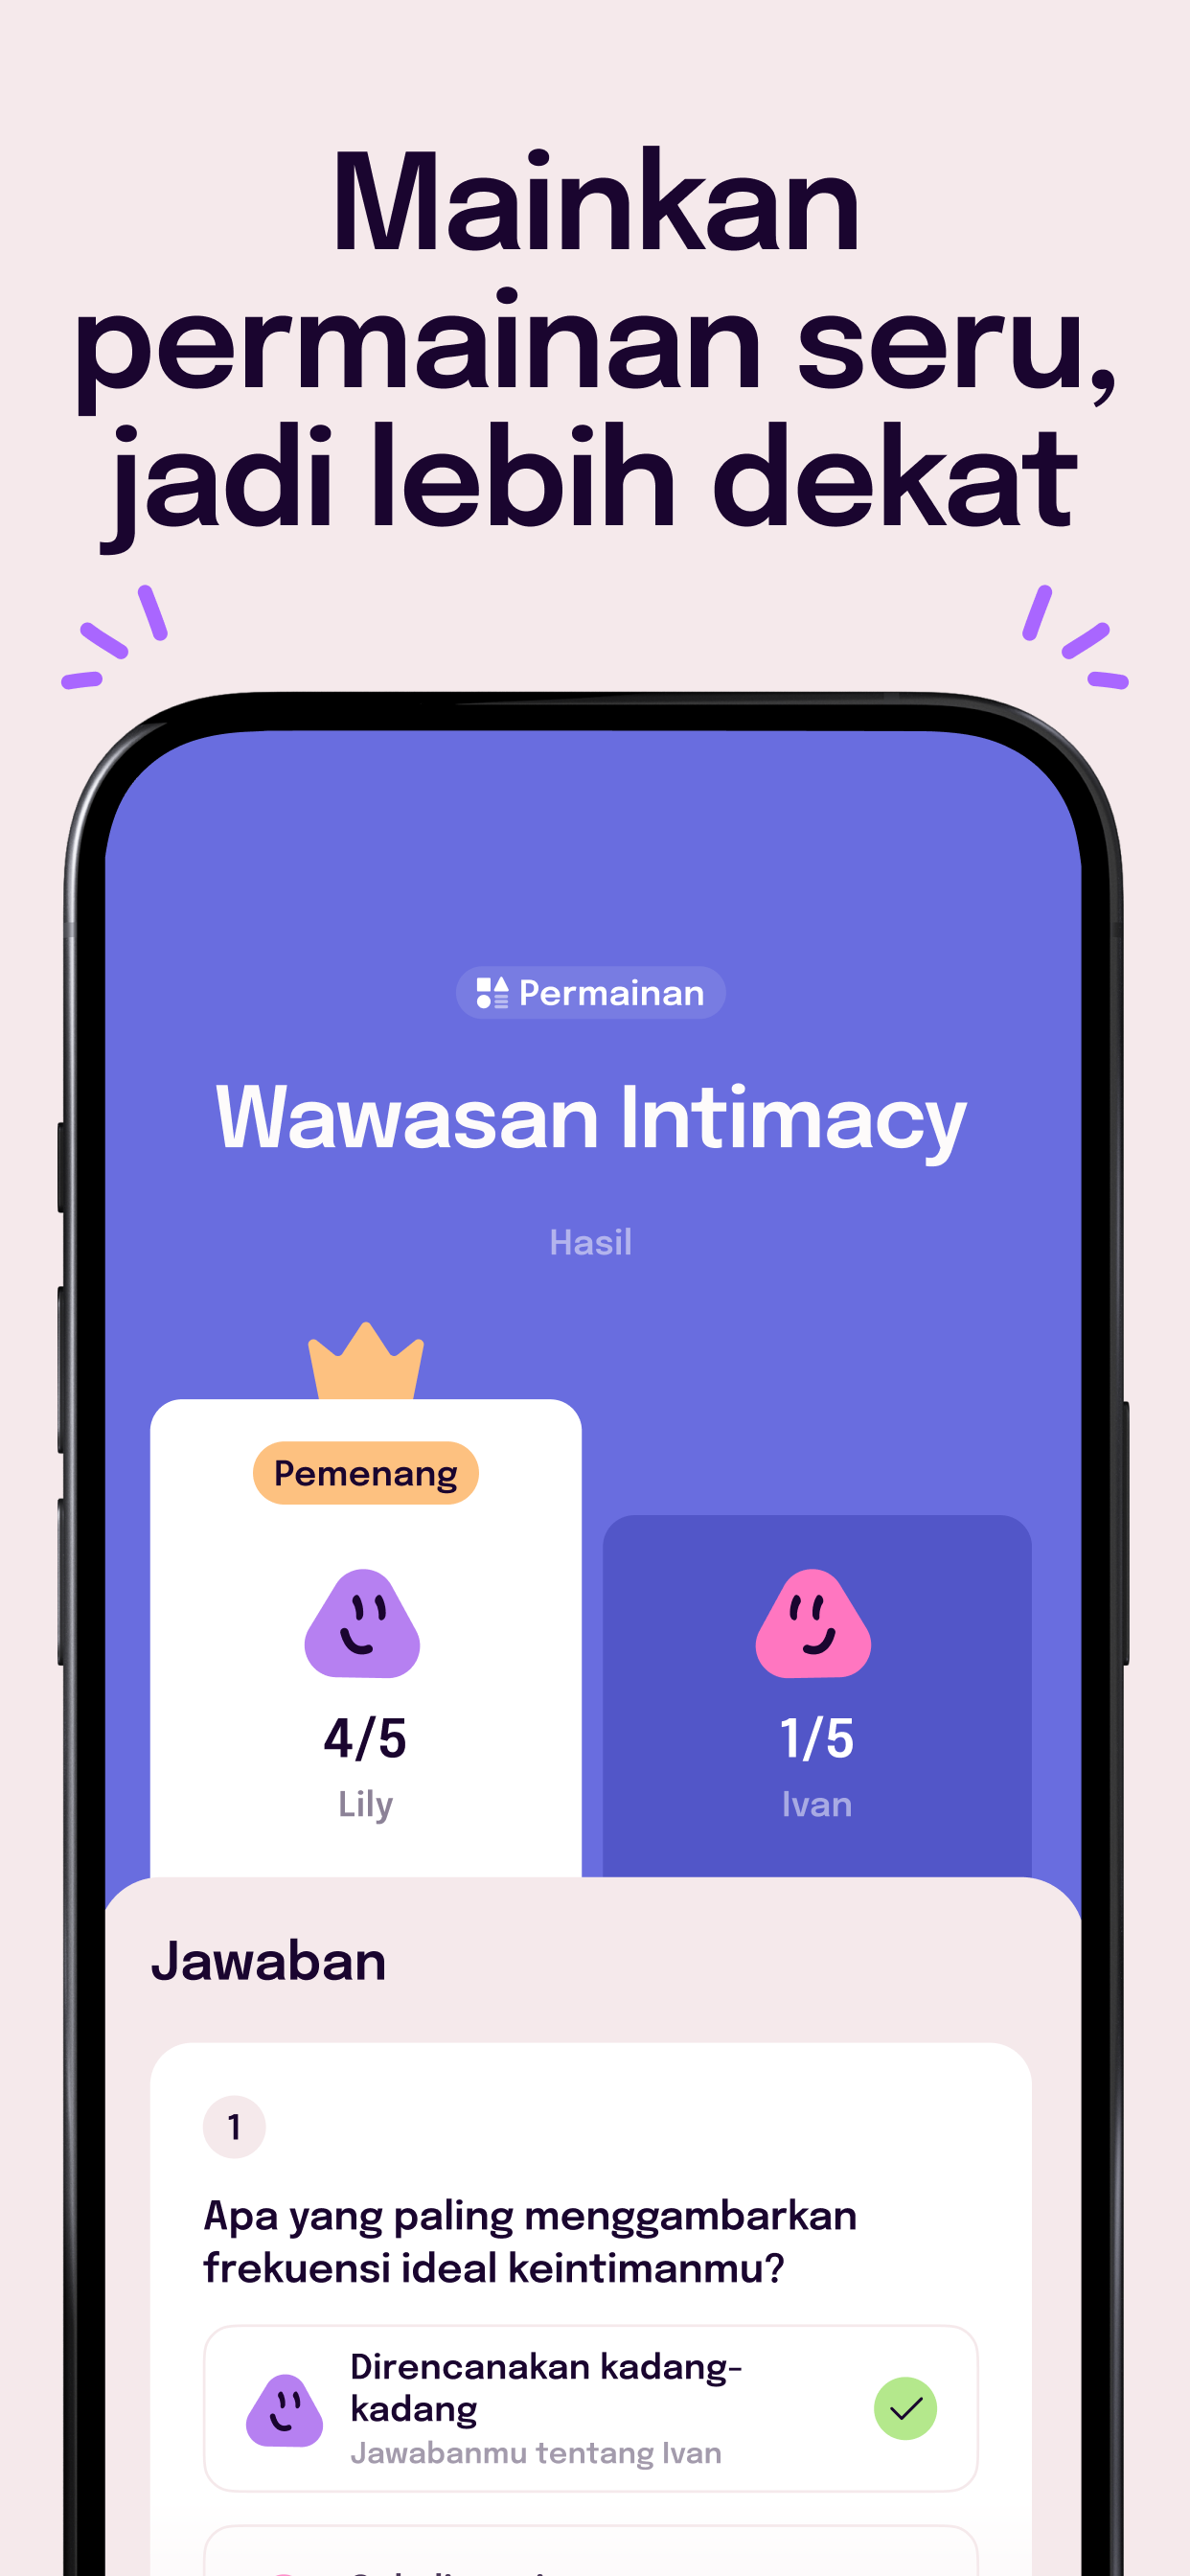 Mainkan
permainan seru,
jadi lebih dekat
Permainan
Wawasan Intimacy
Hasil
Pemenang
4/5
Lily
1/5
Ivan
Jawaban
1
Apa yang paling menggambarkan
frekuensi ideal keintimanmu?
Direncanakan kadang-
kadang
Jawabanmu tentang Ivan